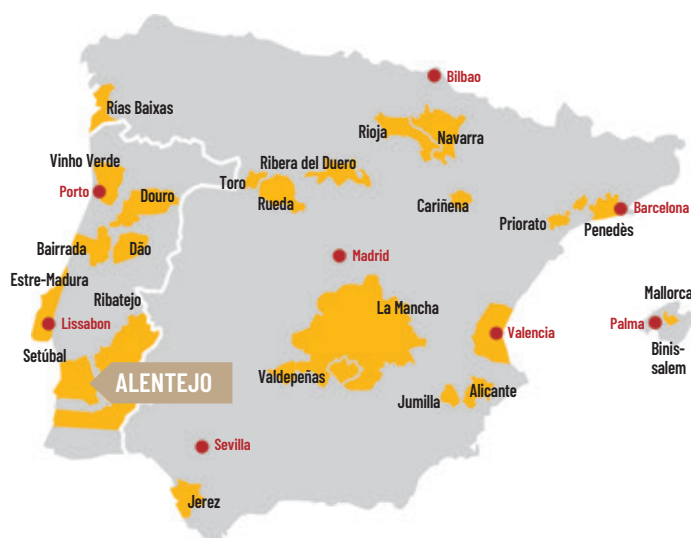 Bilbao
Rías Baixas
Rioja
Navarra
Vinho Verde
Ribera del Duero
Toro
Porto
Douro
Rueda
Cariñena
Barcelona
Priorato
Penedès
Bairrada
Dão
Madrid
Estre-Madura
Ribatejo
Mallorca
La Mancha
Lissabon
Palma
Valencia
Binis-
salem
Setúbal
ALENTEJO
Valdepeñas
Alicante
Jumilla
Sevilla
Jerez